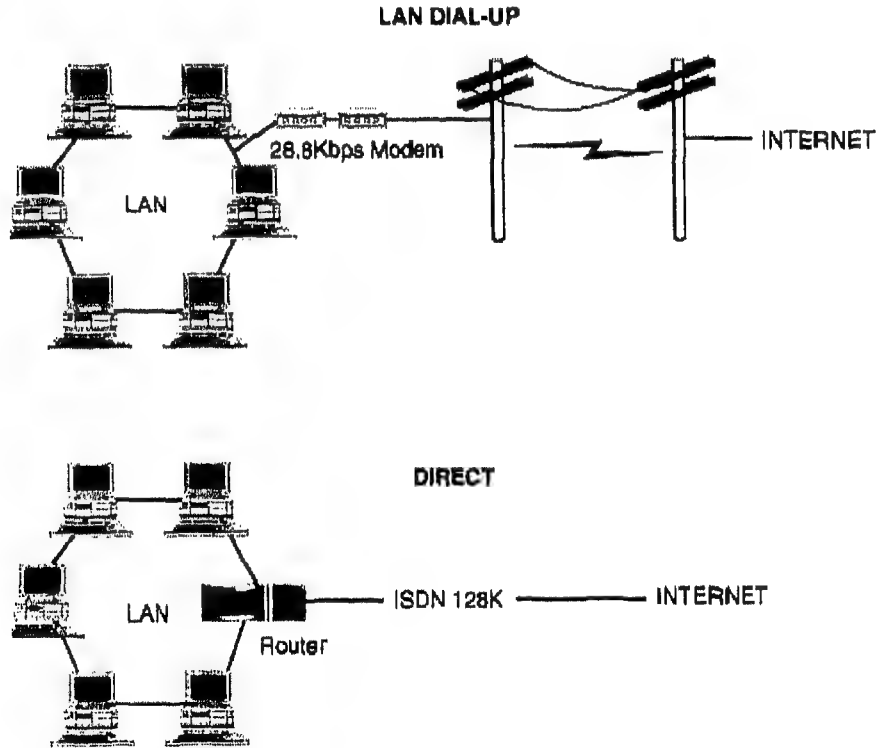 LAN DIAL-UP
INTERNET
28.8Kbps Modem
LAN
DIRECT
ISDN 128K
INTERNET
LAN
Router